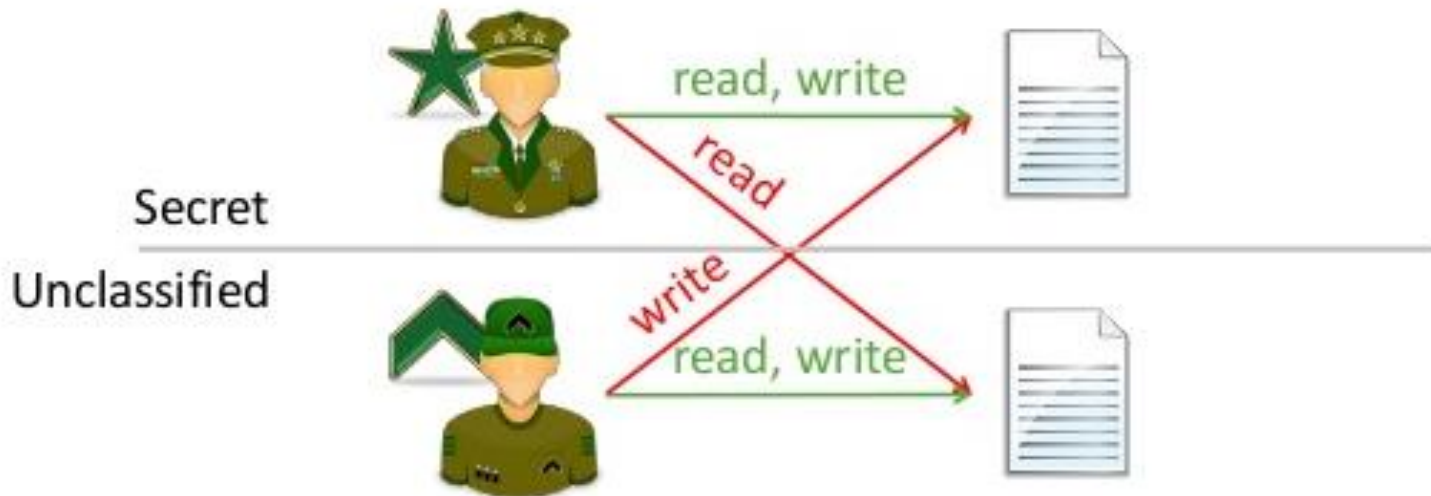 read, write
read
Secret
Unclassified
write
read, write